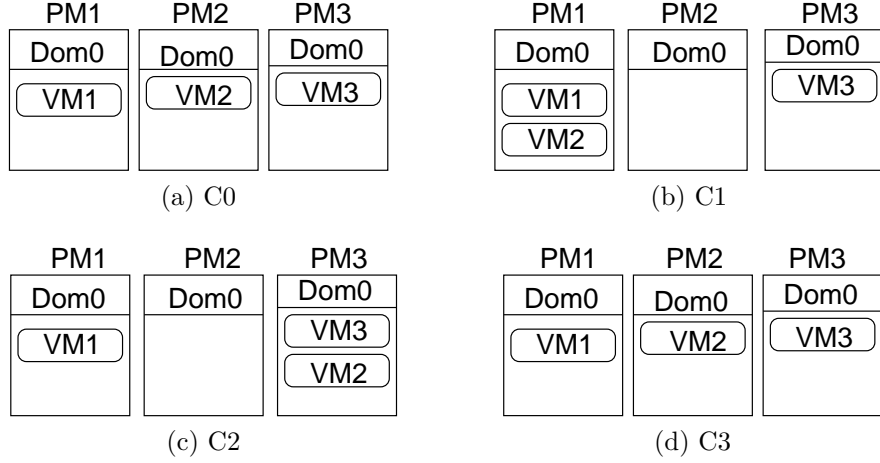 PM1 PM2 PM3
Dom0 Dom0 Dom0
VM1 VM2 VM3
(a) C0
PM1 PM2 PM3
Dom0 Dom0 Dom0
VM1 VM3
VM2
(b) C1
PM1 PM2 PM3
Dom0 Dom0 Dom0
VM1 VM3
VM2
(c) C2
PM1 PM2 PM3
Dom0 Dom0 Dom0
VM1 VM2 VM3
(d) C3